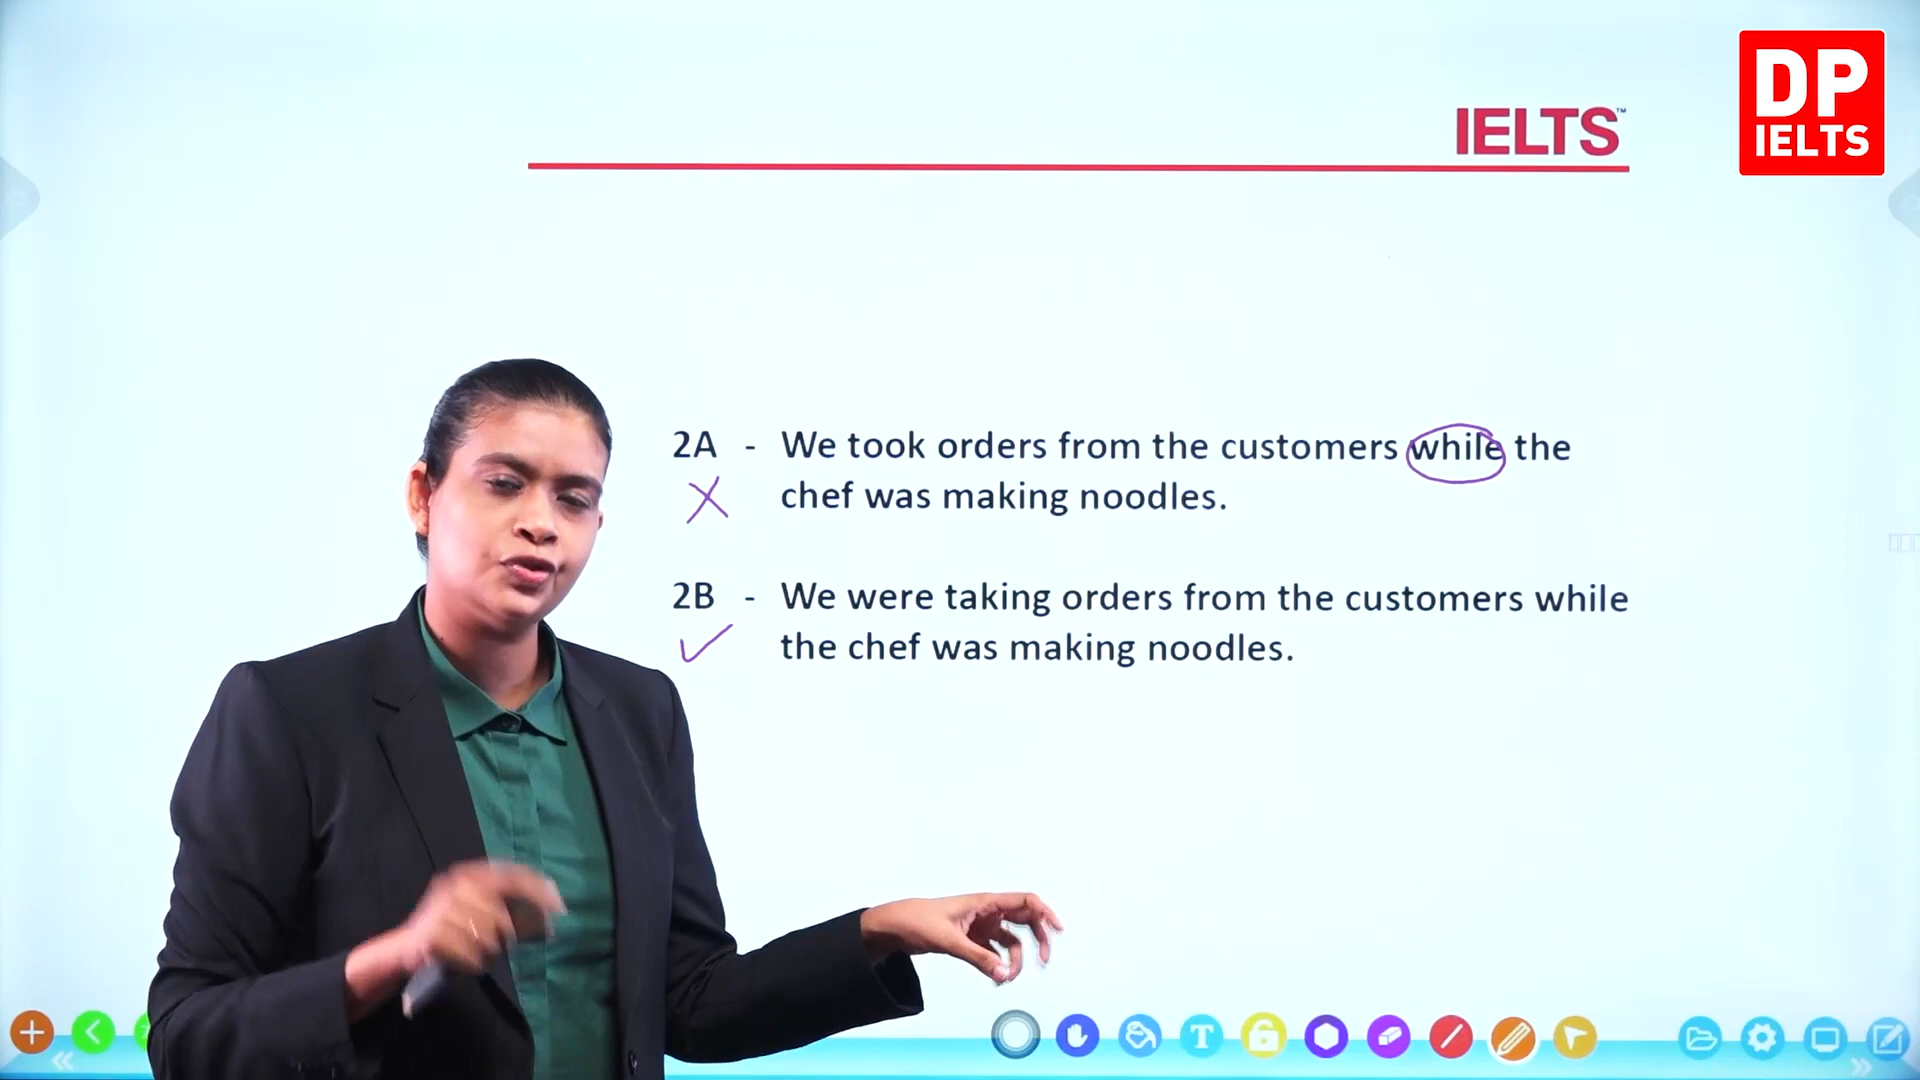 DP
IELTS
IELTS™
2A - We took orders from the customers while the
chef was making noodles.
2B - We were taking orders from the customers while
the chef was making noodles.